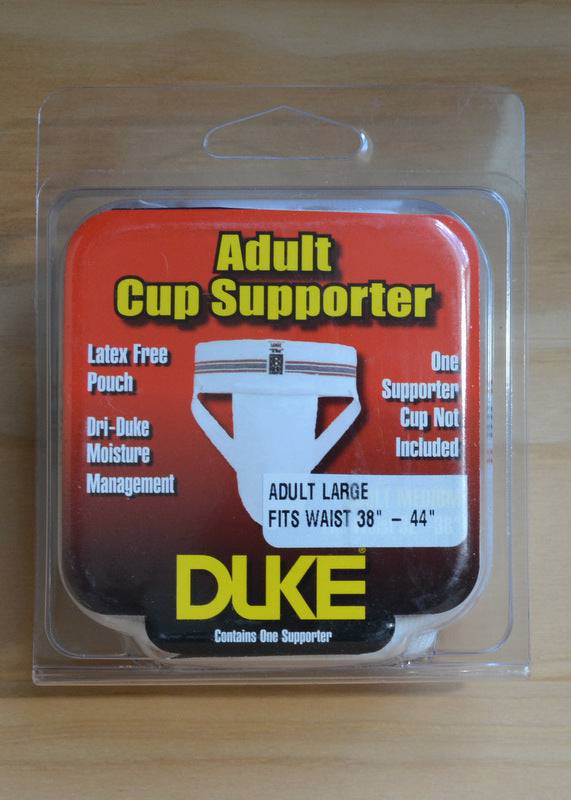 Adult
Cup Supporter
Latex Free
Pouch
Dri-Duke
Moisture
Management
One
Supporter
Cup Not
Included
ADULT LARGE
FITS WAIST 38" – 44"
DUKE®
Contains One Supporter